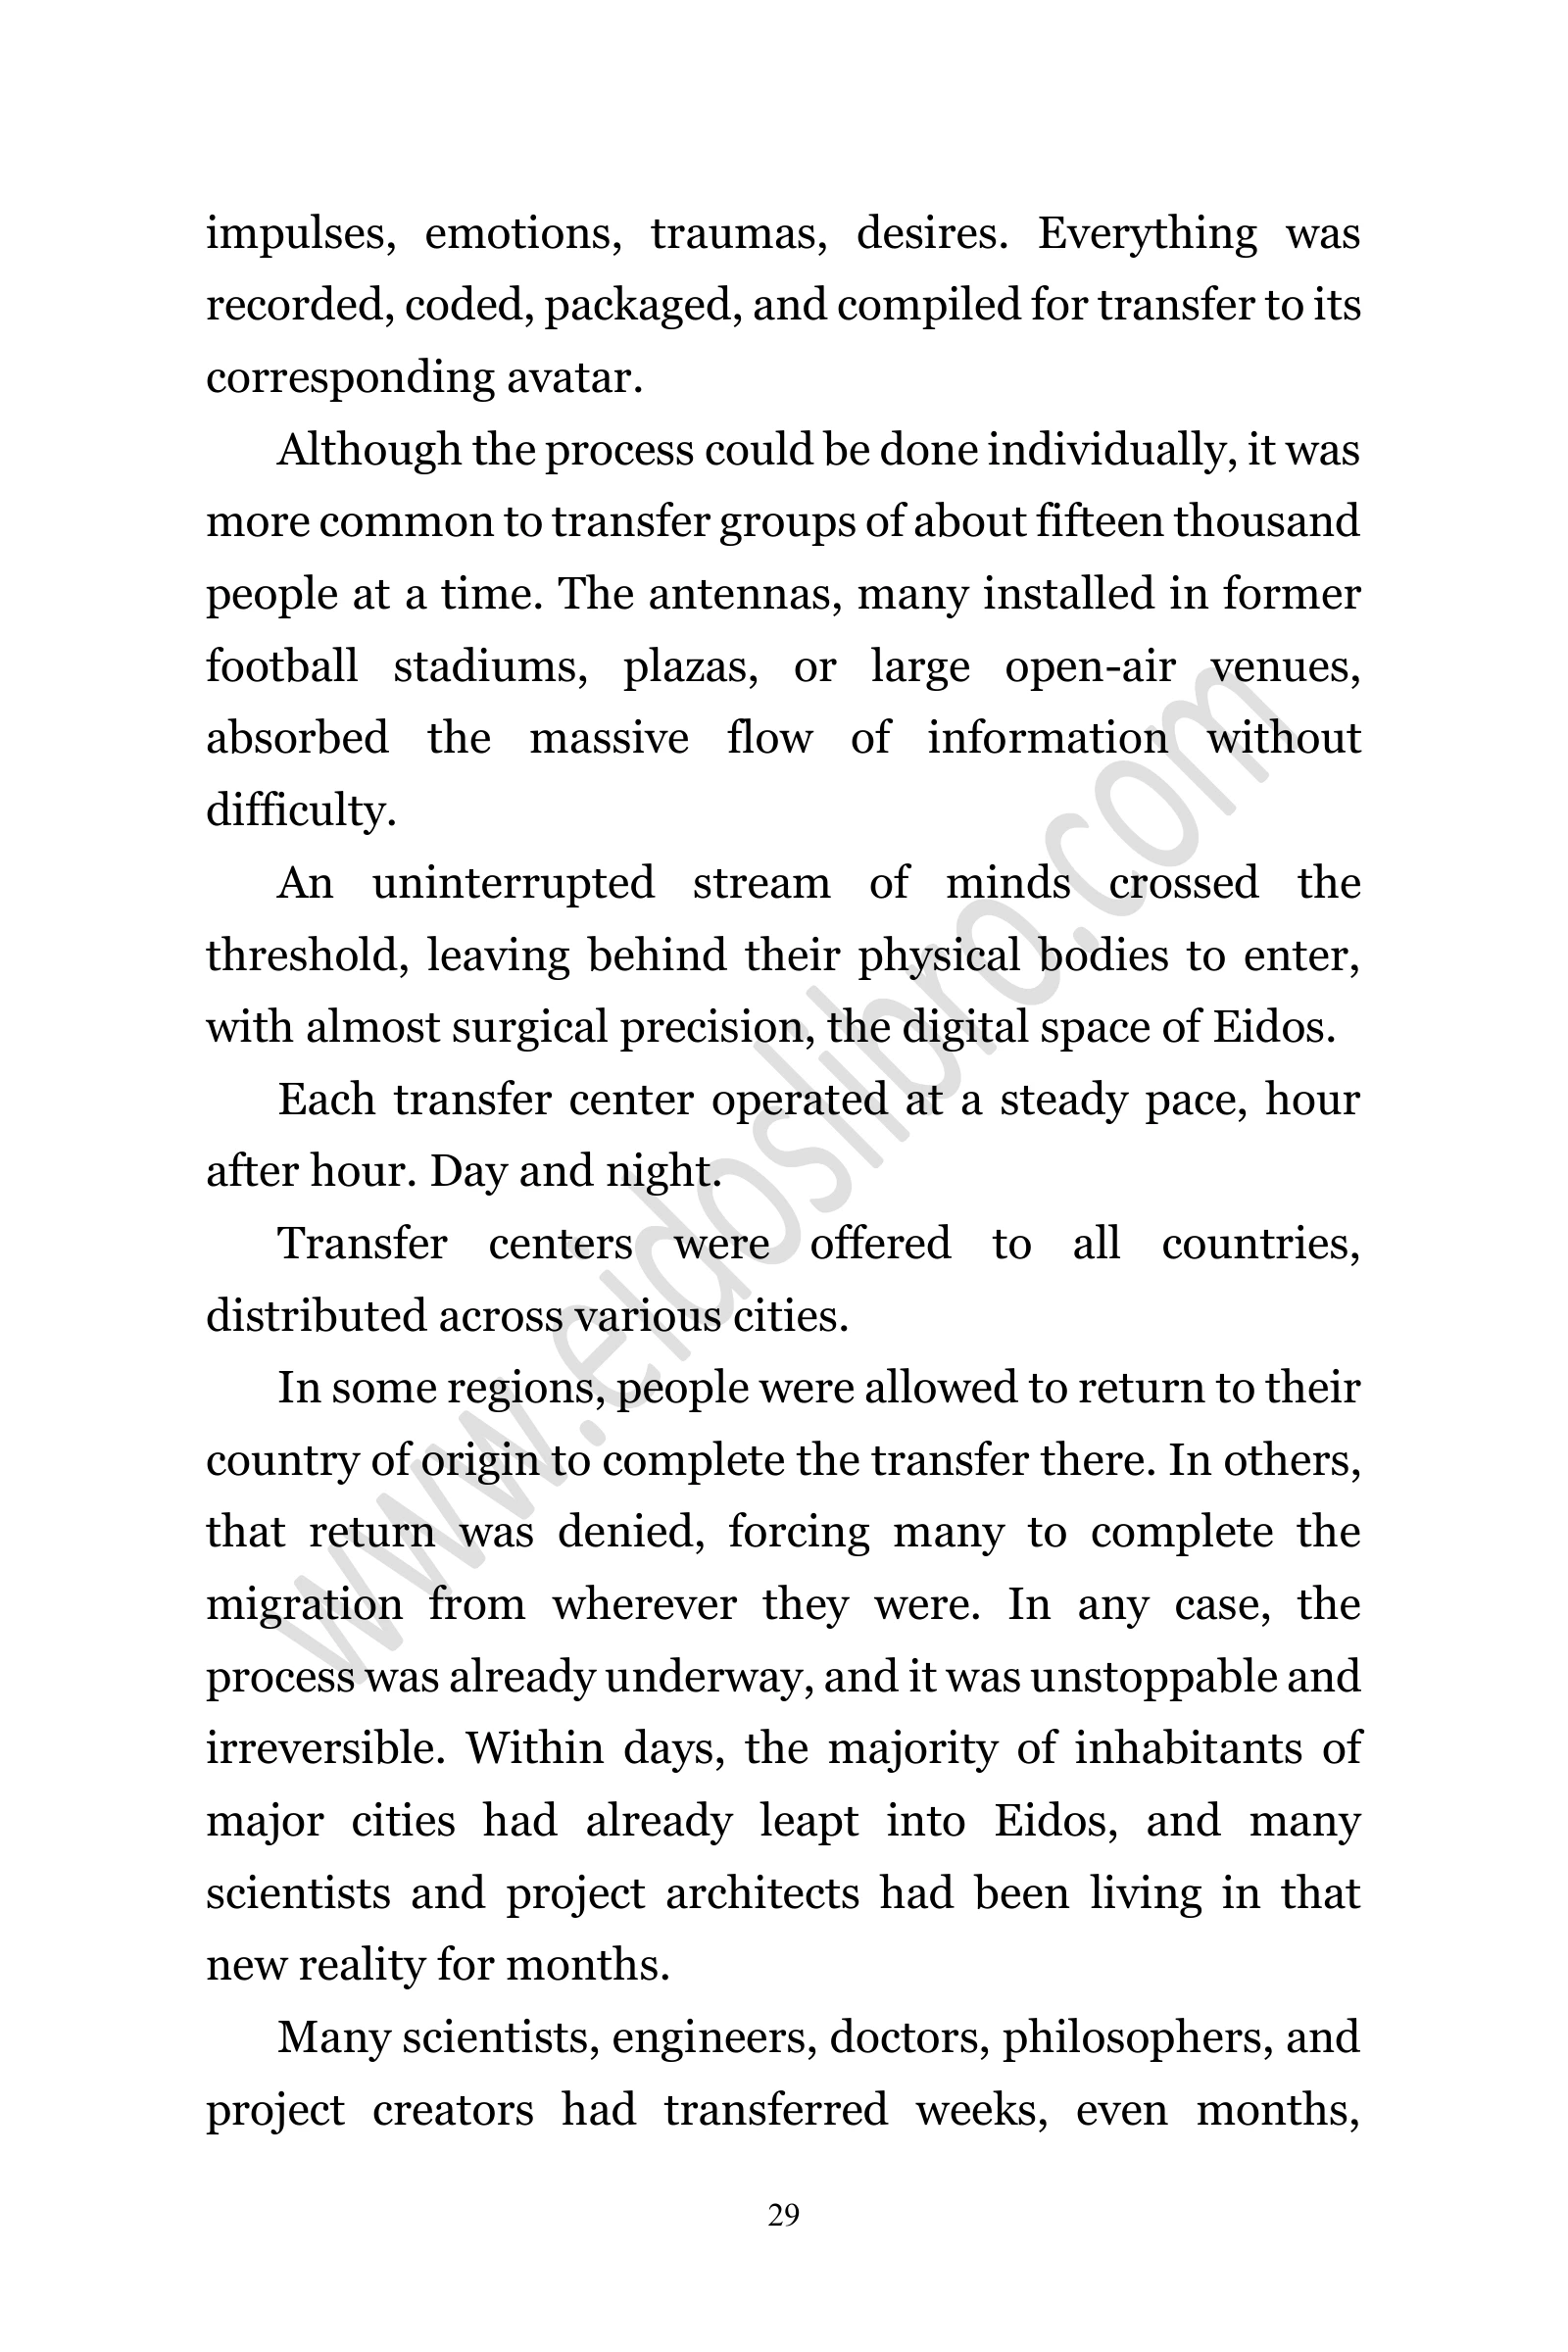 impulses, emotions, traumas, desires. Everything was
recorded, coded, packaged, and compiled for transfer to its
corresponding avatar.
Although the process could be done individually, it was
more common to transfer groups of about fifteen thousand
people at a time. The antennas, many installed in former
football stadiums, plazas, or large open-air venues,
absorbed the massive flow of information without
difficulty.
An uninterrupted stream of minds crossed the
threshold, leaving behind their physical bodies to enter,
with almost surgical precision, the digital space of Eidos.
Each transfer center operated at a steady pace, hour
after hour. Day and night.
Transfer centers were offered to all countries,
distributed across various cities.
In some regions, people were allowed to return to their
country of origin to complete the transfer there. In others,
that return was denied, forcing many to complete the
migration from wherever they were. In any case, the
process was already underway, and it was unstoppable and
irreversible. Within days, the majority of inhabitants of
major cities had already leapt into Eidos, and many
scientists and project architects had been living in that
new reality for months.
Many scientists, engineers, doctors, philosophers, and
project creators had transferred weeks, even months,
29
www.eidoslibro.com